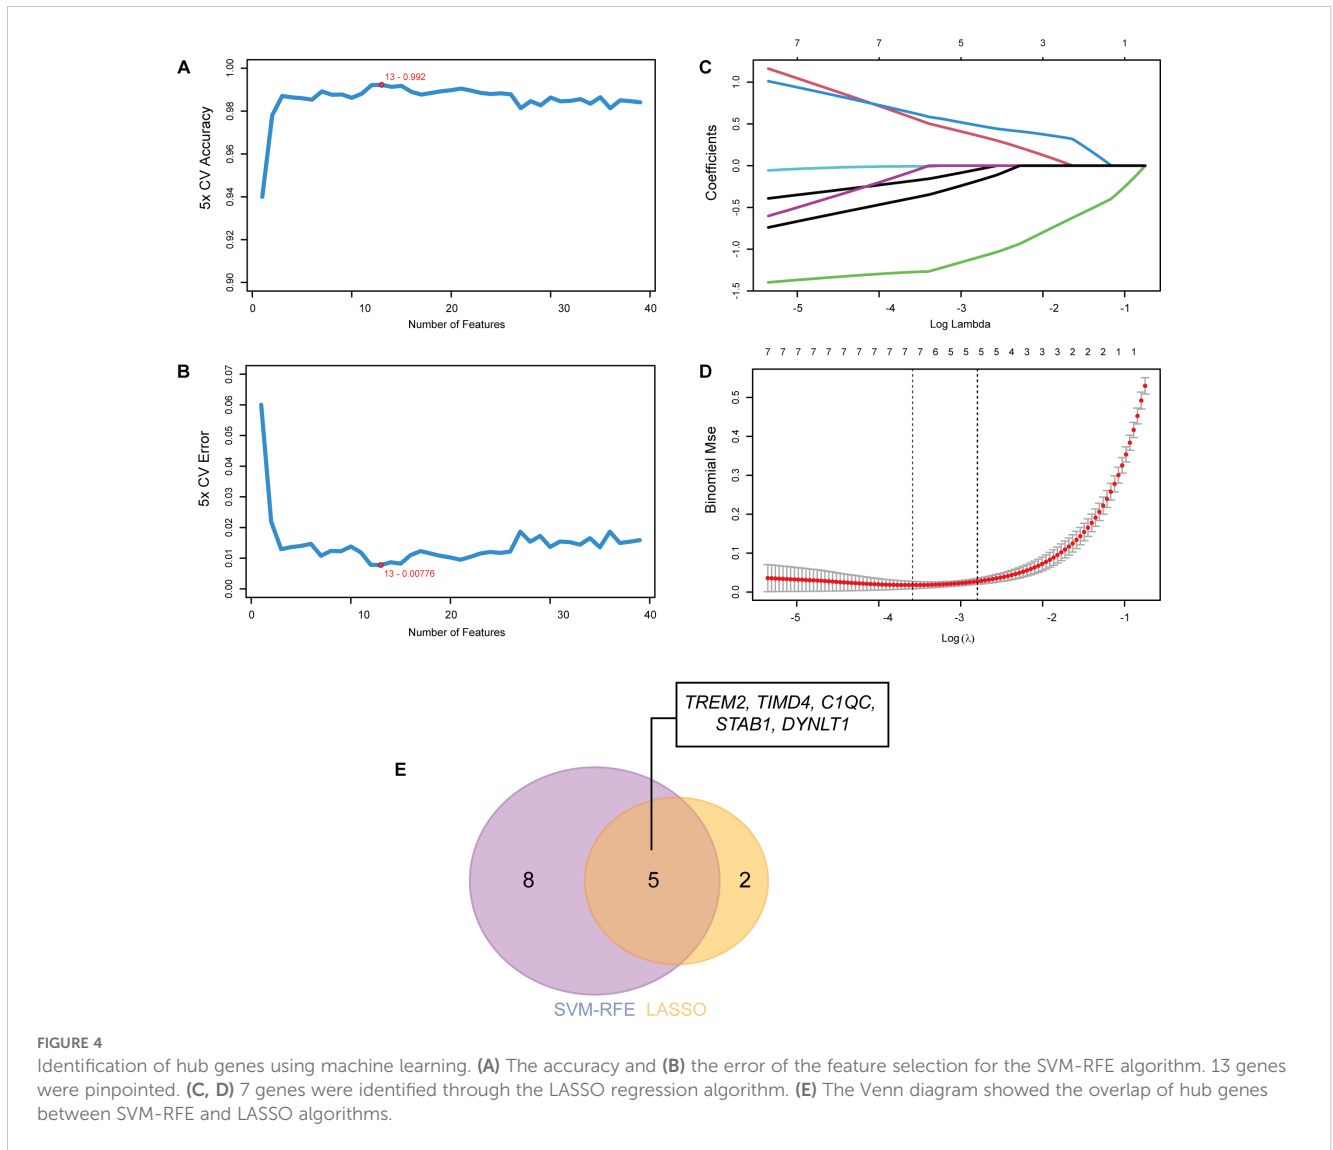 A
5x CV Accuracy
1.00
0.98
0.96
0.94
0.92
0.90
13 - 0.992
0 10 20 30 40
Number of Features
C
7 7 5 3 1
Coefficients
1.0
0.5
0.0
-0.5
-1.0
-1.5
-5 -4 -3 -2 -1
Log Lambda
B
5x CV Error
0.07
0.06
0.05
0.04
0.03
0.02
0.01
0.00
13 - 0.00776
0 10 20 30 40
Number of Features
D
7 7 7 7 7 7 7 7 7 7 7 6 5 5 5 5 4 3 3 3 2 2 2 1 1
Binomial Mse
0.5
0.4
0.3
0.2
0.1
0.0
-5 -4 -3 -2 -1
Log(λ)
TREM2, TIMD4, C1QC,
STAB1, DYNLT1
E
8 5 2
SVM-RFE LASSO
FIGURE 4
Identification of hub genes using machine learning. (A) The accuracy and (B) the error of the feature selection for the SVM-RFE algorithm. 13 genes
were pinpointed. (C, D) 7 genes were identified through the LASSO regression algorithm. (E) The Venn diagram showed the overlap of hub genes
between SVM-RFE and LASSO algorithms.